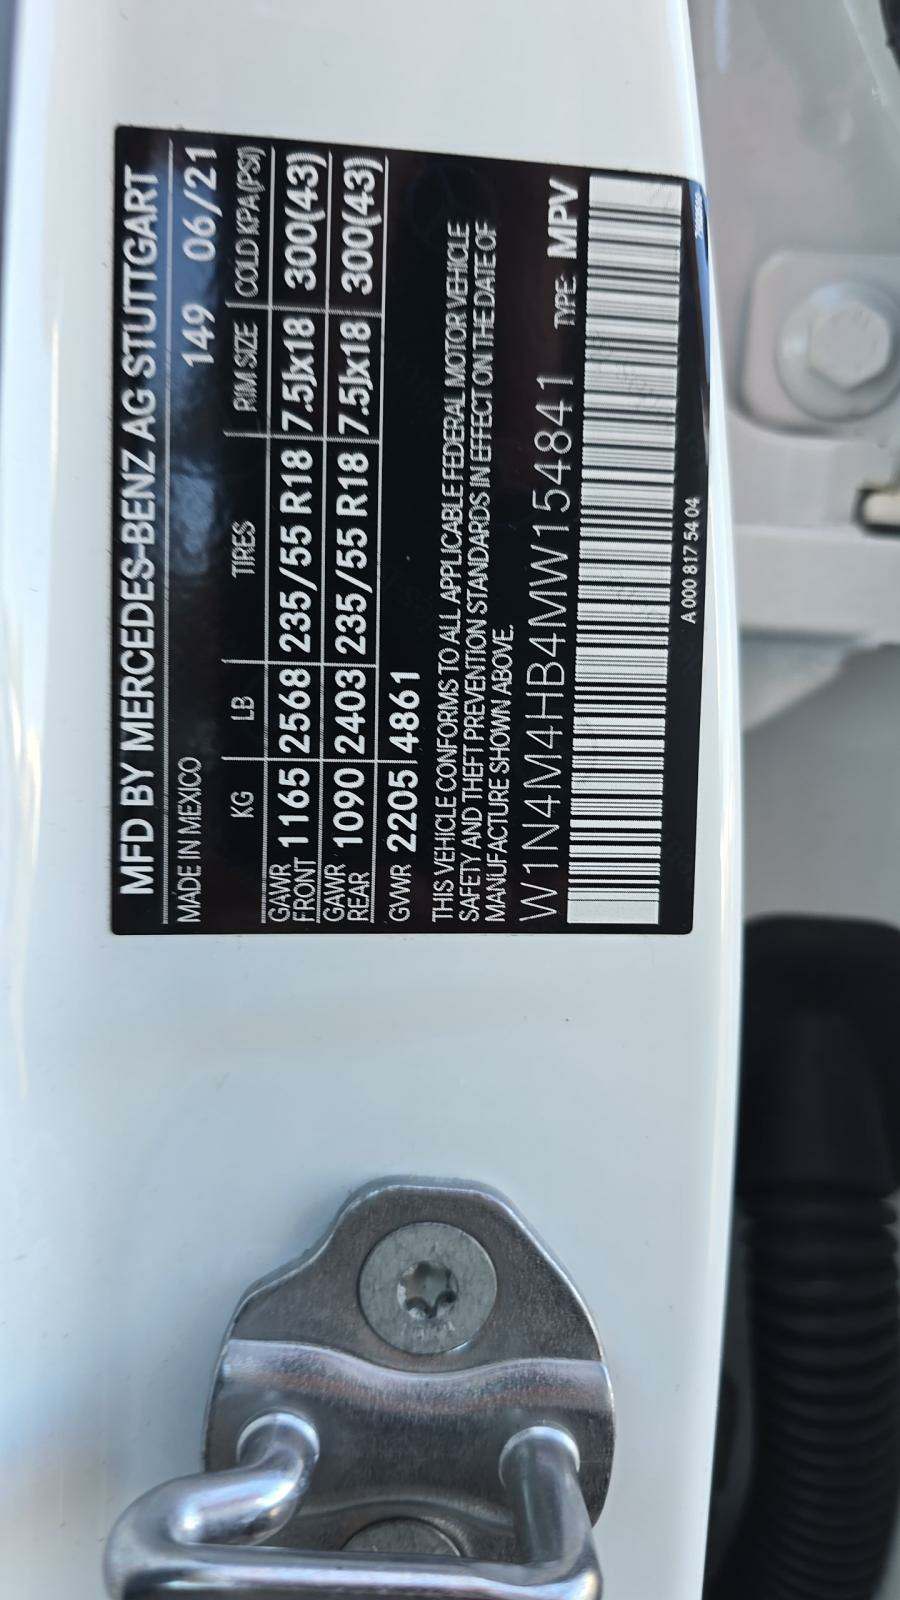 MFD BY MERCEDES-BENZ AG STUTTGART
MADE IN MEXICO 149 06/21
KG LB TIRES RIM SIZE COLD KPA(PSI)
GAWR FRONT 1165 2568 235/55 R18 7.5Jx18 300(43)
GAWR REAR 1090 2403 235/55 R18 7.5Jx18 300(43)
GVWR 2205 4861
THIS VEHICLE CONFORMS TO ALL APPLICABLE FEDERAL MOTOR VEHICLE
SAFETY AND THEFT PREVENTION STANDARDS IN EFFECT ON THE DATE OF
MANUFACTURE SHOWN ABOVE.
W1N4M4HB4MW154841 TYPE: MPV
A 000 817 54 04